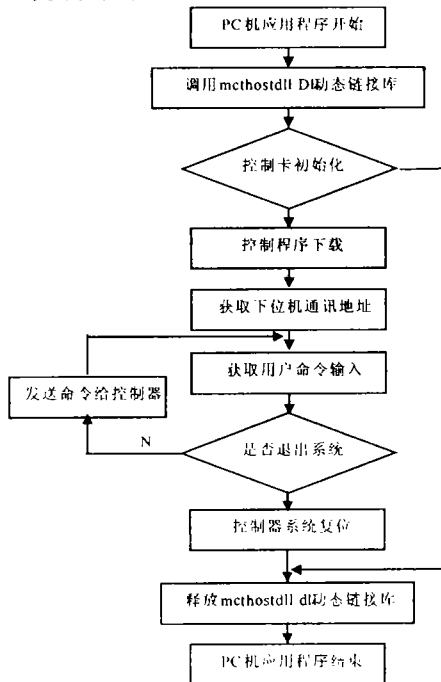 PC机应用程序开始
调用mcthostdll Dll动态链接库
控制卡初始化
控制程序下载
获取下位机通讯地址
获取用户命令输入
发送命令给控制器
N
是否退出系统
控制器系统复位
释放mcthostdll dll动态链接库
PC机应用程序结束